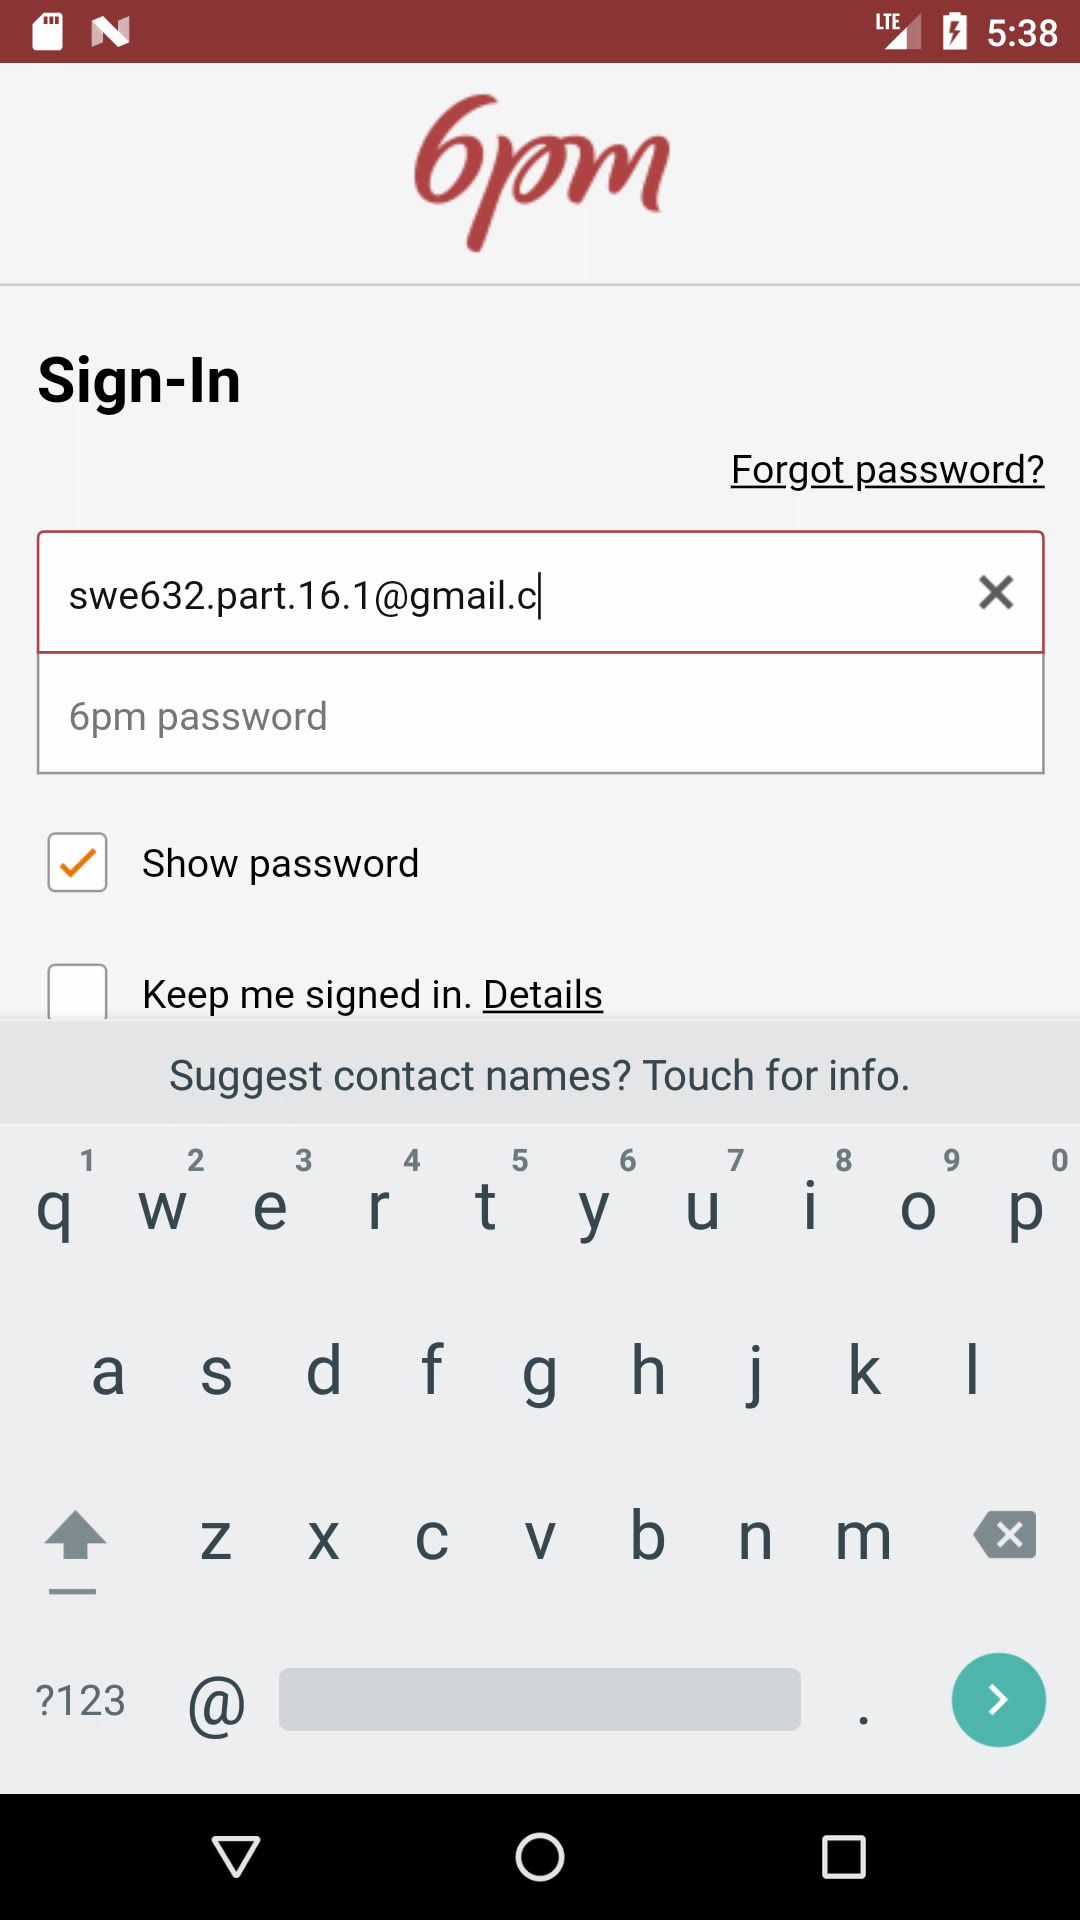 LTE 5:38
6pm
Sign-In
Forgot password?
swe632.part.16.1@gmail.c
6pm password
Show password
Keep me signed in. Details
Suggest contact names? Touch for info.
1 2 3 4 5 6 7 8 9 0
q w e r t y u i o p
a s d f g h j k l
z x c v b n m
?123 @ .